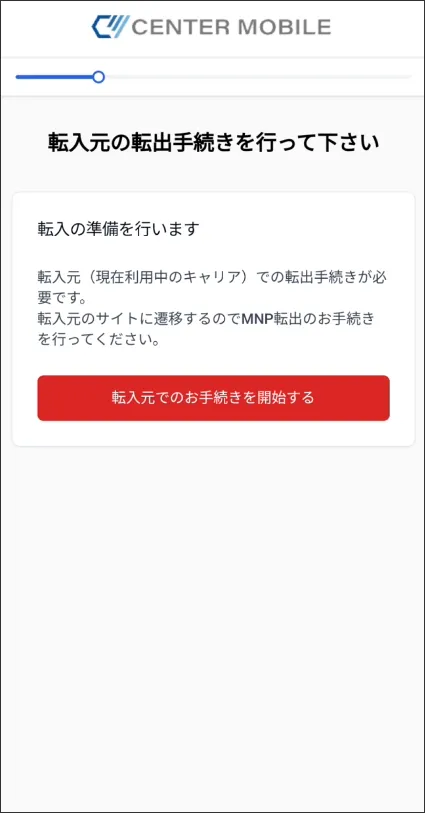 CENTER MOBILE
転入元の転出手続きを行って下さい
転入の準備を行います
転入元（現在利用中のキャリア）での転出手続きが必
要です。
転入元のサイトに遷移するのでMNP転出のお手続き
を行ってください。
転入元でのお手続きを開始する